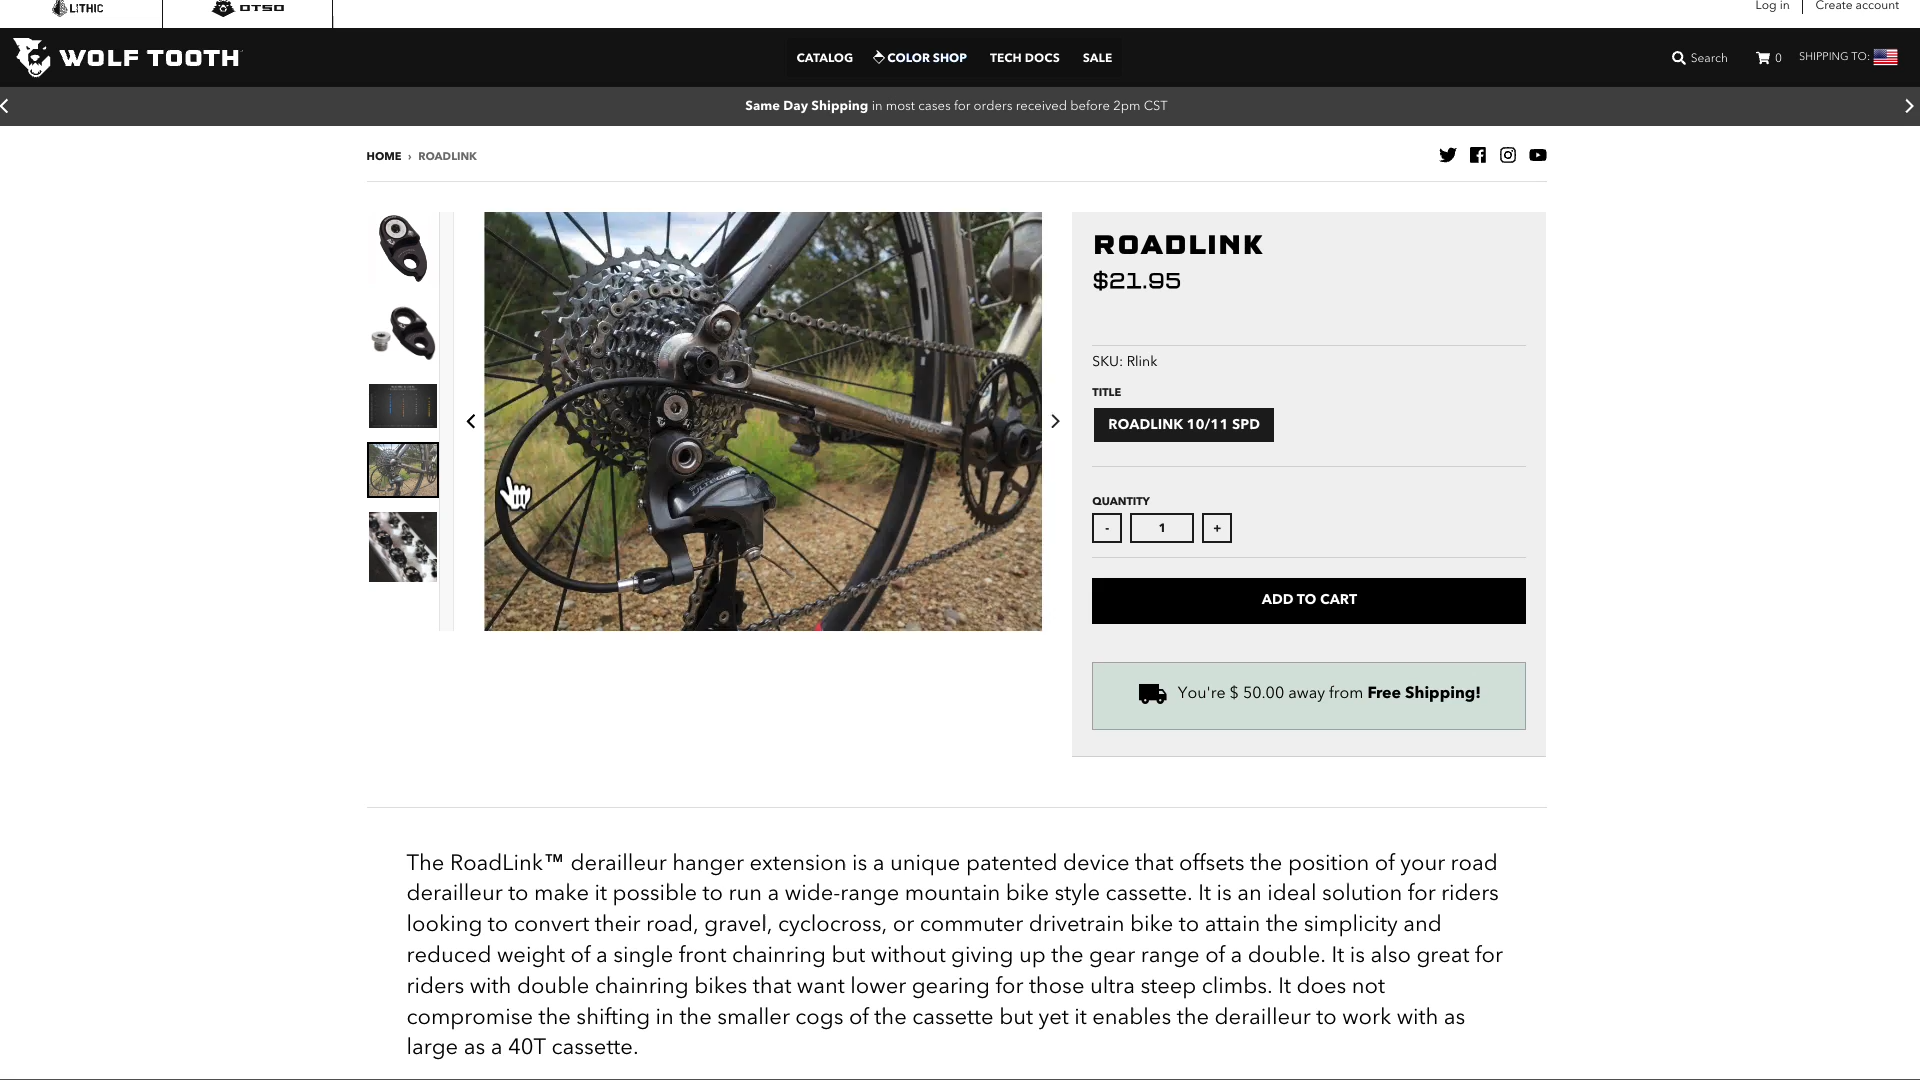 LITHIC
OTSO
Log in
Create account
WOLF TOOTH
CATALOG
COLOR SHOP
TECH DOCS
SALE
Search
0
SHIPPING TO:
Same Day Shipping in most cases for orders received before 2pm CST
HOME › ROADLINK
ROADLINK
$21.95
SKU: Rlink
TITLE
ROADLINK 10/11 SPD
QUANTITY
- 1 +
ADD TO CART
You're $ 50.00 away from Free Shipping!
ULTEGRA
The RoadLink™ derailleur hanger extension is a unique patented device that offsets the position of your road
derailleur to make it possible to run a wide-range mountain bike style cassette. It is an ideal solution for riders
looking to convert their road, gravel, cyclocross, or commuter drivetrain bike to attain the simplicity and
reduced weight of a single front chainring but without giving up the gear range of a double. It is also great for
riders with double chainring bikes that want lower gearing for those ultra steep climbs. It does not
compromise the shifting in the smaller cogs of the cassette but yet it enables the derailleur to work with as
large as a 40T cassette.